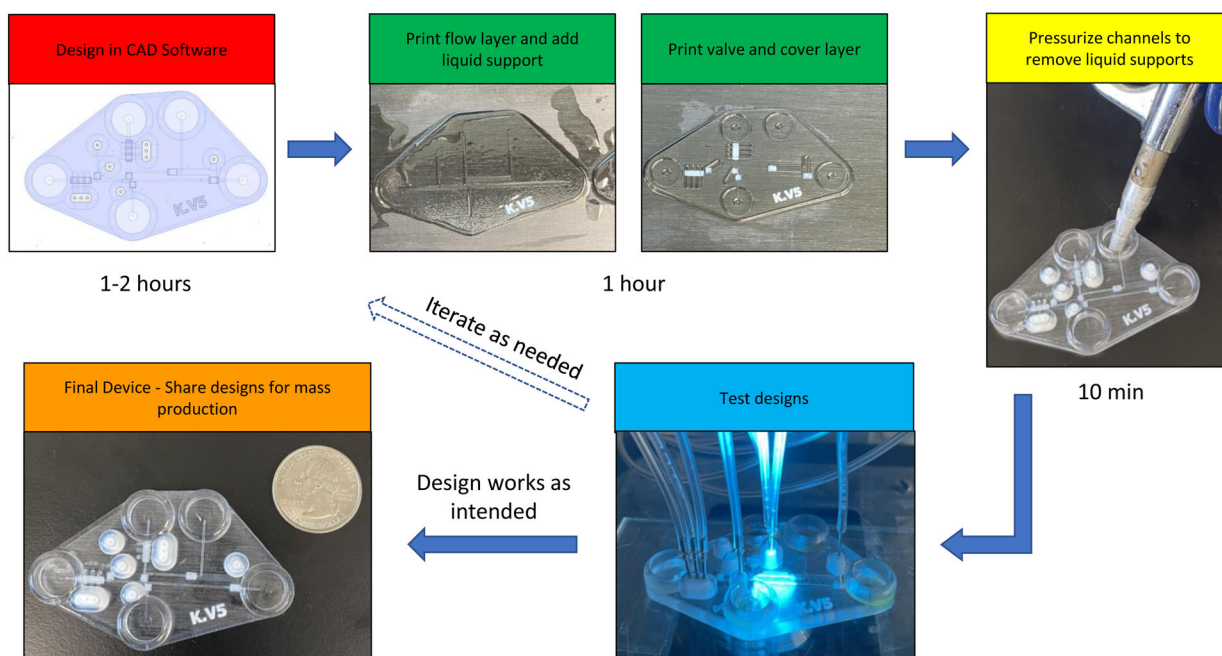 Design in CAD Software
Print flow layer and add
liquid support
Print valve and cover layer
Pressurize channels to
remove liquid supports
K.V5
K.V5
K.V5
K.V5
1-2 hours
1 hour
10 min
Iterate as needed
Final Device - Share designs for mass
production
Test designs
Design works as
intended
K.V5
K.V5